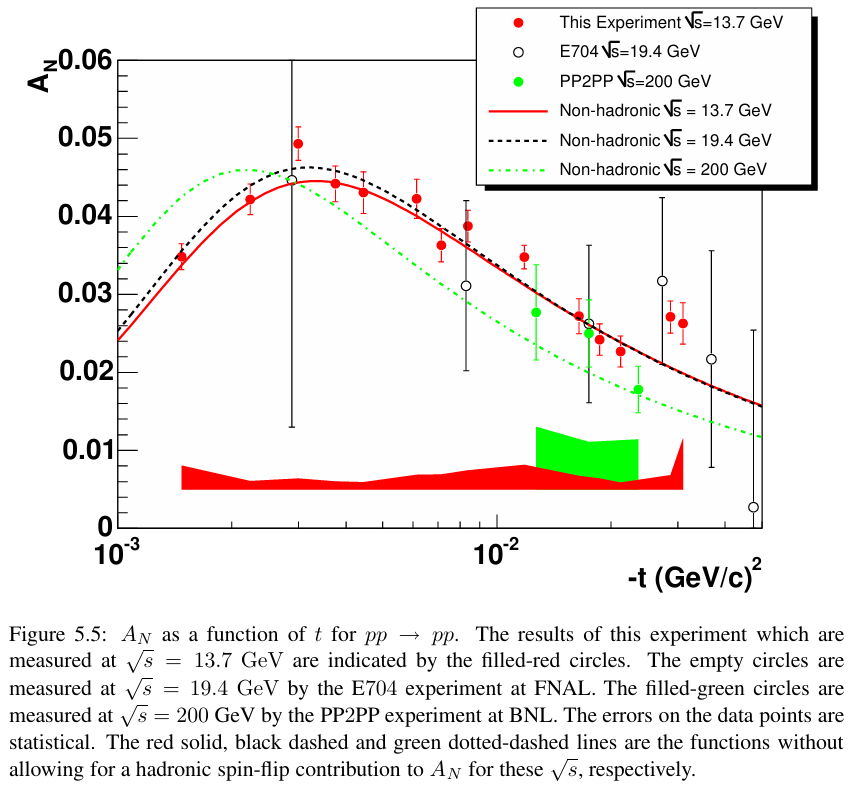 This Experiment √s=13.7 GeV
E704 √s=19.4 GeV
PP2PP √s=200 GeV
Non-hadronic √s = 13.7 GeV
Non-hadronic √s = 19.4 GeV
Non-hadronic √s = 200 GeV
A_N
0.06
0.05
0.04
0.03
0.02
0.01
0
10^-3
10^-2
-t (GeV/c)^2
Figure 5.5: A_N as a function of t for pp → pp. The results of this experiment which are
measured at √s = 13.7 GeV are indicated by the filled-red circles. The empty circles are
measured at √s = 19.4 GeV by the E704 experiment at FNAL. The filled-green circles are
measured at √s = 200 GeV by the PP2PP experiment at BNL. The errors on the data points are
statistical. The red solid, black dashed and green dotted-dashed lines are the functions without
allowing for a hadronic spin-flip contribution to A_N for these √s, respectively.